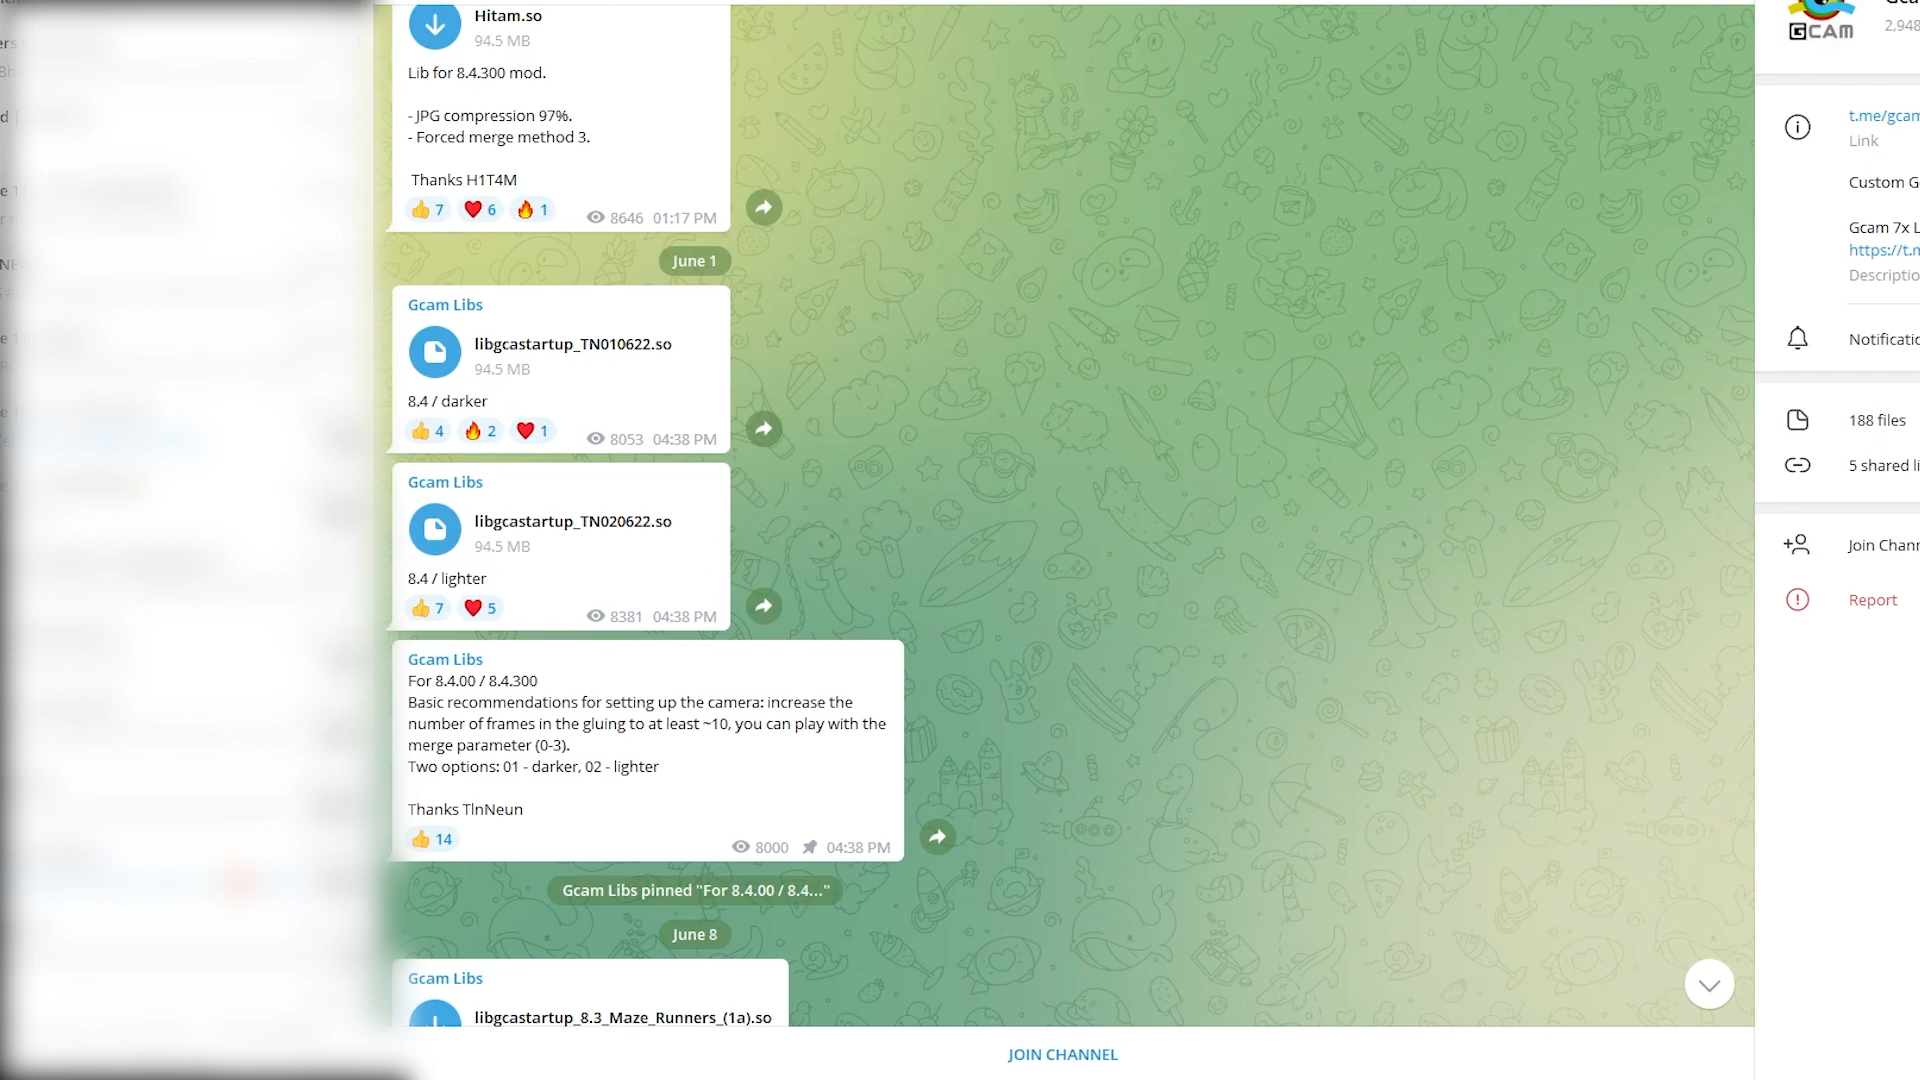 Hitam.so
94.5 MB
Lib for 8.4.300 mod.
- JPG compression 97%.
- Forced merge method 3.
Thanks H1T4M
7 6 1 8646 01:17 PM
June 1
Gcam Libs
libgcastartup_TN010622.so
94.5 MB
8.4 / darker
4 2 1 8053 04:38 PM
Gcam Libs
libgcastartup_TN020622.so
94.5 MB
8.4 / lighter
7 5 8381 04:38 PM
Gcam Libs
For 8.4.00 / 8.4.300
Basic recommendations for setting up the camera: increase the
number of frames in the gluing to at least ~10, you can play with the
merge parameter (0-3).
Two options: 01 - darker, 02 - lighter
Thanks TlnNeun
14 8000 04:38 PM
Gcam Libs pinned "For 8.4.00 / 8.4..."
June 8
Gcam Libs
libgcastartup_8.3_Maze_Runners_(1a).so
JOIN CHANNEL
GCAM
2,948
t.me/gcam
Link
Custom G
Gcam 7x L
https://t.n
Descriptio
Notificatio
188 files
5 shared li
Join Chann
Report